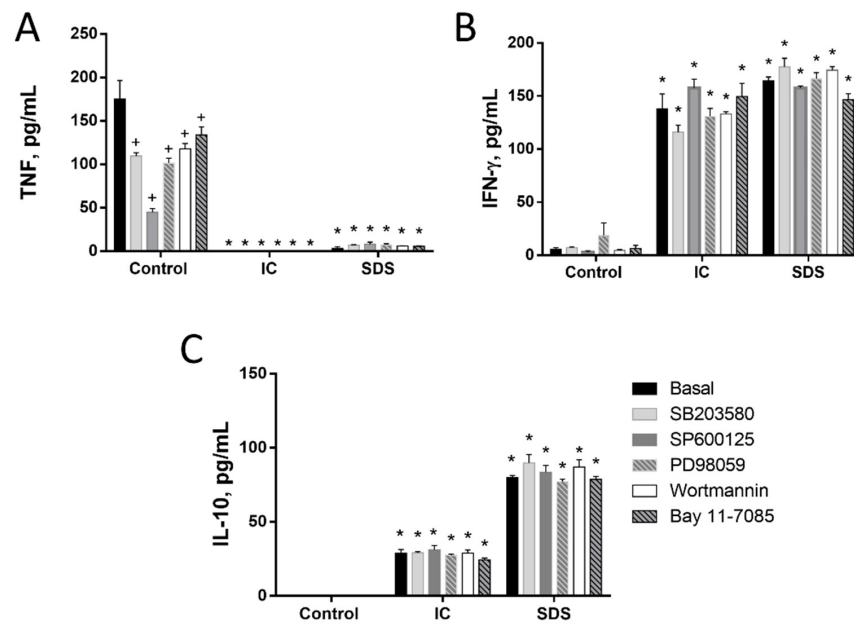 A
TNF, pg/mL
250
200
150
100
50
0
+ + + + +
* * * * * *
* * * * * *
Control IC SDS
B
IFN-γ, pg/mL
200
150
100
50
0
* * * * * *
* * * * * *
Control IC SDS
C
IL-10, pg/mL
150
100
50
0
* * * * * *
* * * * * *
Control IC SDS
Basal
SB203580
SP600125
PD98059
Wortmannin
Bay 11-7085